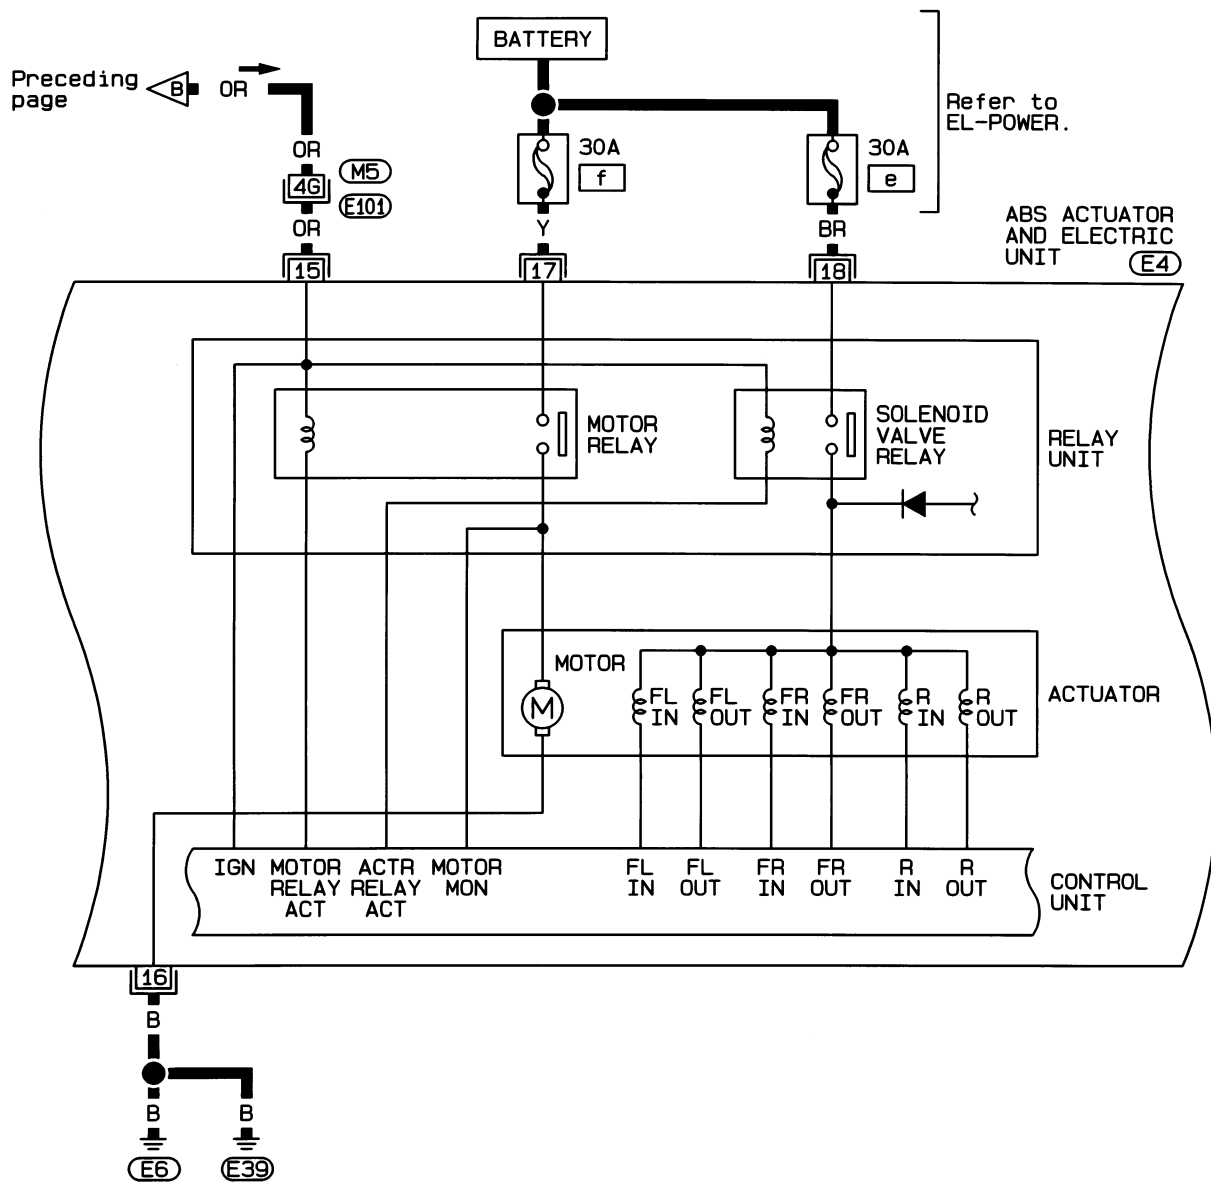 BATTERY
Preceding
page
B
OR
Refer to
EL-POWER.
OR
30A
f
30A
e
4G
M5
E101
OR
Y
BR
ABS ACTUATOR
AND ELECTRIC
UNIT
E4
15
17
18
MOTOR
RELAY
SOLENOID
VALVE
RELAY
RELAY
UNIT
MOTOR
M
FL
IN
FL
OUT
FR
IN
FR
OUT
R
IN
R
OUT
ACTUATOR
IGN
MOTOR
RELAY
ACT
ACTR
RELAY
ACT
MOTOR
MON
FL
IN
FL
OUT
FR
IN
FR
OUT
R
IN
R
OUT
CONTROL
UNIT
16
B
B
B
E6
E39